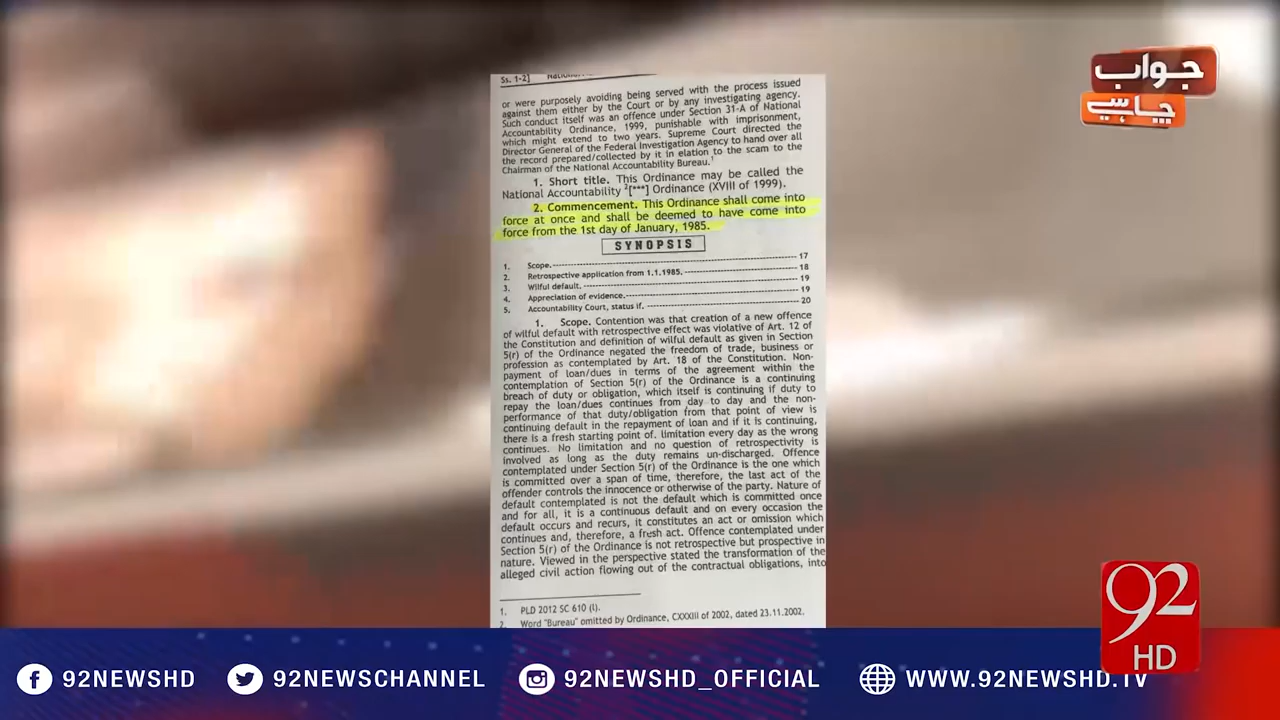 Ss. 1-2]
or were purposely avoiding being served with the process issued
against them either by the Court or by any investigating agency.
Such conduct itself was an offence under Section 31-A of National
Accountability Ordinance, 1999, punishable with imprisonment,
which might extend to two years. Supreme Court directed the
Director General of the Federal Investigation Agency to hand over all
the record prepared/collected by it in elation to the scam to the
Chairman of the National Accountability Bureau.1
1. Short title. This Ordinance may be called the
National Accountability 2[***] Ordinance (XVIII of 1999).
2. Commencement. This Ordinance shall come into
force at once and shall be deemed to have come into
force from the 1st day of January, 1985.
SYNOPSIS
1. Scope.---17
2. Retrospective application from 1.1.1985.---18
3. Wilful default.---19
4. Appreciation of evidence.---19
5. Accountability Court, status if.---20
1. Scope. Contention was that creation of a new offence
of wilful default with retrospective effect was violative of Art. 12 of
the Constitution and definition of wilful default as given in Section
5(r) of the Ordinance negated the freedom of trade, business or
profession as contemplated by Art. 18 of the Constitution. Non-
payment of loan/dues in terms of the agreement within the
contemplation of Section 5(r) of the Ordinance is a continuing
breach of duty or obligation, which itself is continuing if duty to
repay the loan/dues continues from day to day and the non-
performance of that duty/obligation from that point of view is
continuing default in the repayment of loan and if it is continuing,
there is a fresh starting point of. limitation every day as the wrong
continues. No limitation and no question of retrospectivity is
involved as long as the duty remains un-discharged. Offence
contemplated under Section 5(r) of the Ordinance is the one which
is committed over a span of time, therefore, the last act of the
offender controls the innocence or otherwise of the party. Nature of
default contemplated is not the default which is committed once
and for all, it is a continuous default and on every occasion the
default occurs and recurs, it constitutes an act or omission which
continues and, therefore, a fresh act. Offence contemplated under
Section 5(r) of the Ordinance is not retrospective but prospective in
nature. Viewed in the perspective stated the transformation of the
alleged civil action flowing out of the contractual obligations, into
1. PLD 2012 SC 610 (l).
2. Word "Bureau" omitted by Ordinance, CXXXIII of 2002, dated 23.11.2002.
جواب
چاہیے
92
HD
92NEWSHD
92NEWSCHANNEL
92NEWSHD_OFFICIAL
WWW.92NEWSHD.TV